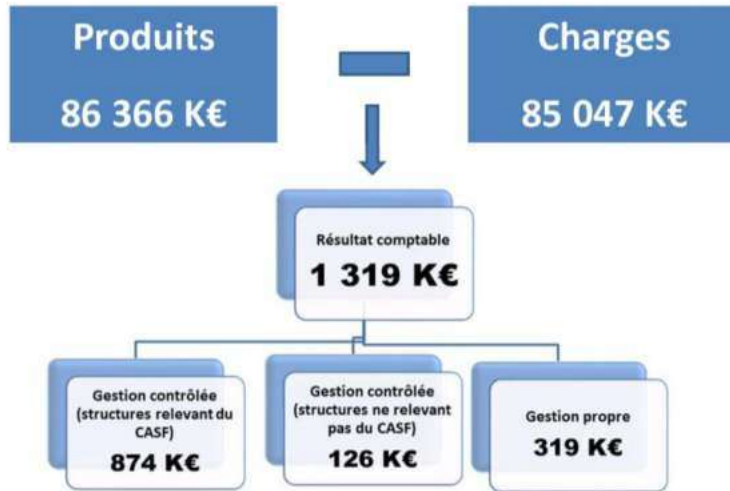 Produits
86 366 K€
Charges
85 047 K€
Résultat comptable
1 319 K€
Gestion contrôlée
(structures relevant du
CASF)
874 K€
Gestion contrôlée
(structures ne relevant
pas du CASF)
126 K€
Gestion propre
319 K€